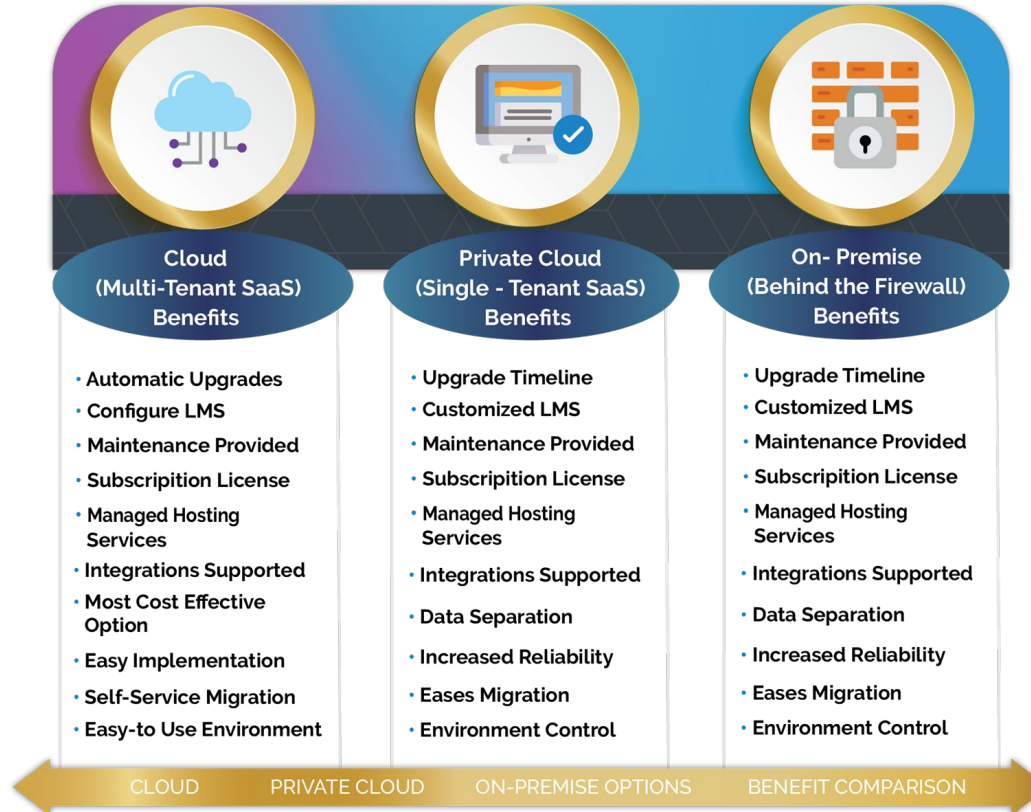 Cloud
(Multi-Tenant SaaS)
Benefits
• Automatic Upgrades
• Configure LMS
• Maintenance Provided
• Subscripition License
• Managed Hosting
Services
• Integrations Supported
• Most Cost Effective
Option
• Easy Implementation
• Self-Service Migration
• Easy-to Use Environment
Private Cloud
(Single - Tenant SaaS)
Benefits
• Upgrade Timeline
• Customized LMS
• Maintenance Provided
• Subscripition License
• Managed Hosting
Services
• Integrations Supported
• Data Separation
• Increased Reliability
• Eases Migration
• Environment Control
On- Premise
(Behind the Firewall)
Benefits
• Upgrade Timeline
• Customized LMS
• Maintenance Provided
• Subscripition License
• Managed Hosting
Services
• Integrations Supported
• Data Separation
• Increased Reliability
• Eases Migration
• Environment Control
CLOUD PRIVATE CLOUD ON-PREMISE OPTIONS BENEFIT COMPARISON